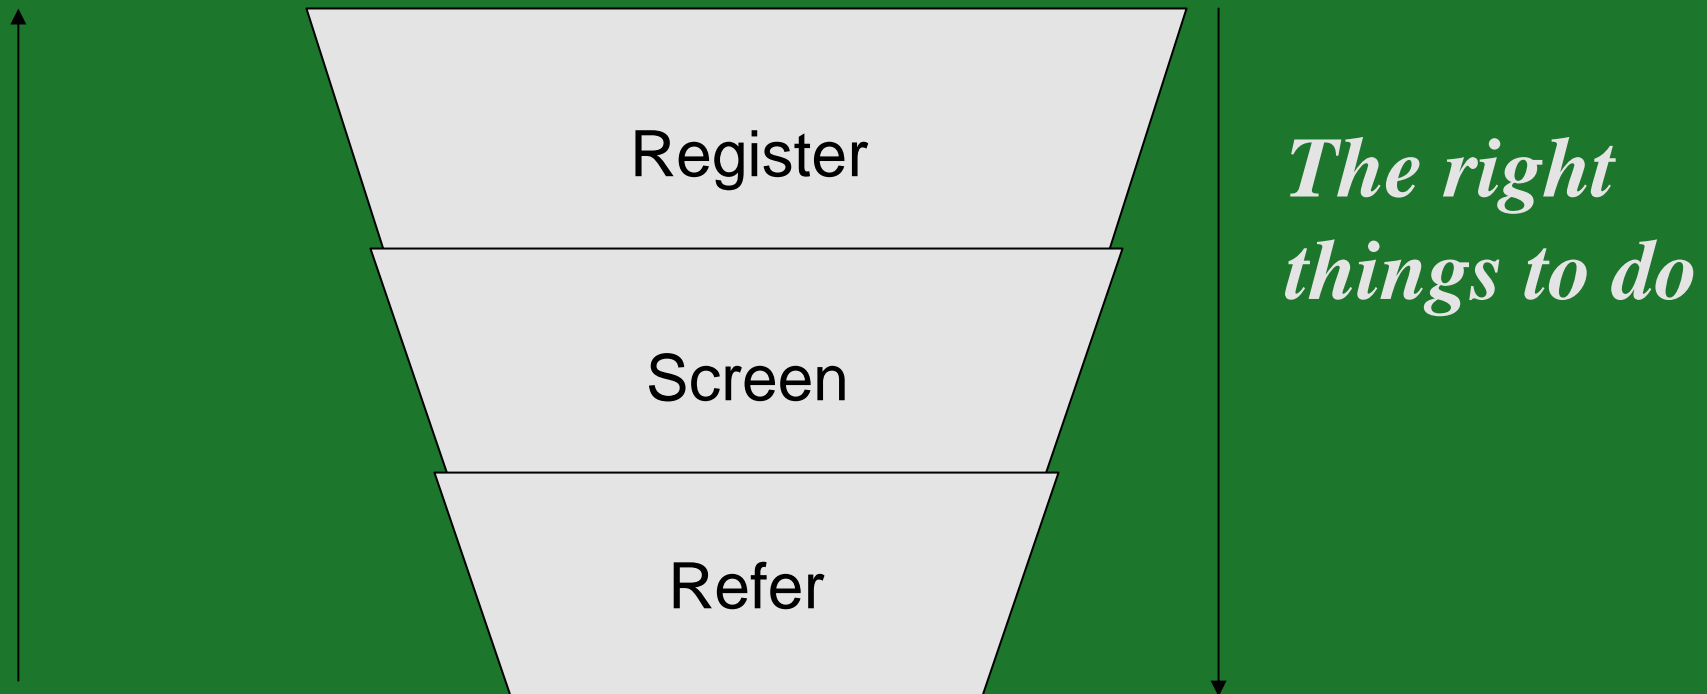 Register
The right
things to do
Screen
Refer